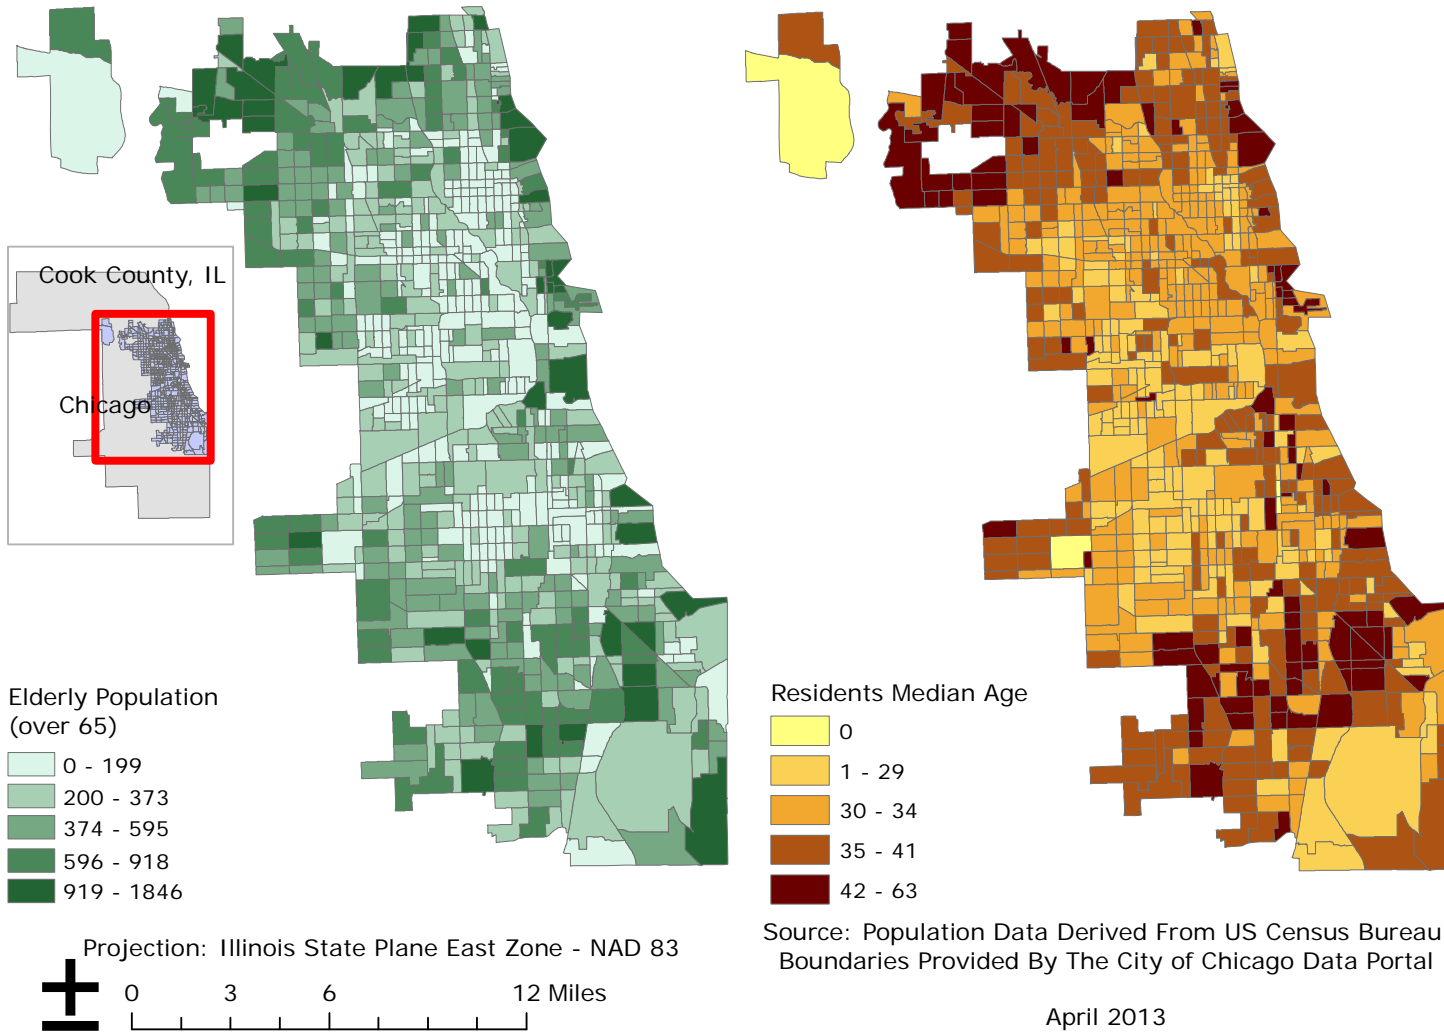 Cook County, IL
Chicago
Elderly Population
(over 65)
0 - 199
200 - 373
374 - 595
596 - 918
919 - 1846
Residents Median Age
0
1 - 29
30 - 34
35 - 41
42 - 63
Projection: Illinois State Plane East Zone - NAD 83
0 3 6 12 Miles
Source: Population Data Derived From US Census Bureau
Boundaries Provided By The City of Chicago Data Portal
April 2013